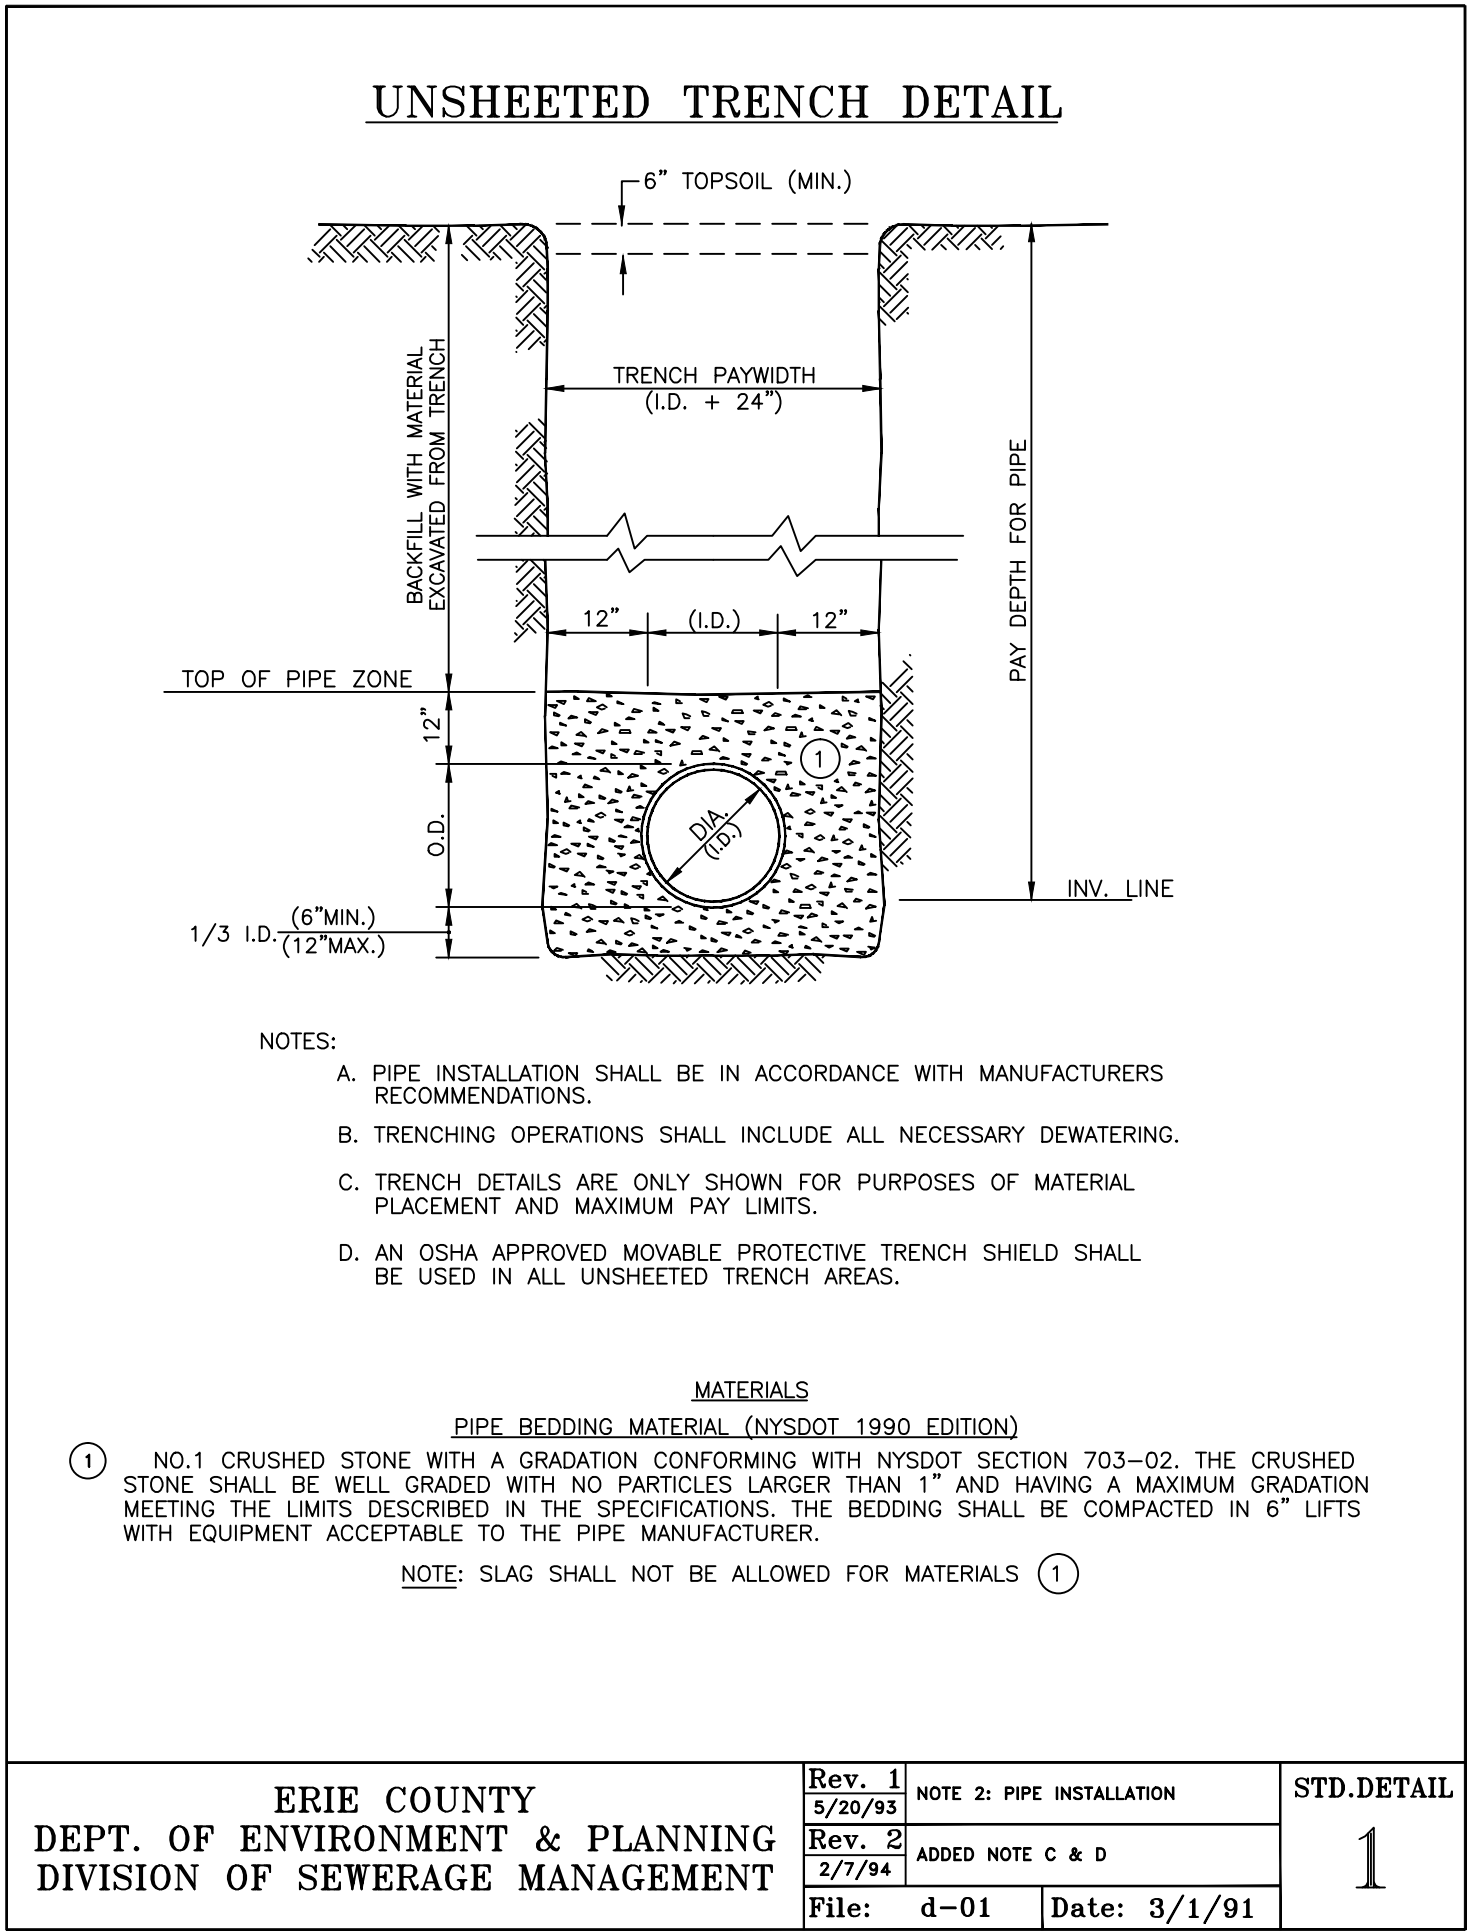 UNSHEETED TRENCH DETAIL
6" TOPSOIL (MIN.)
TRENCH PAYWIDTH
(I.D. + 24")
BACKFILL WITH MATERIAL
EXCAVATED FROM TRENCH
PAY DEPTH FOR PIPE
12"
(I.D.)
12"
TOP OF PIPE ZONE
12"
1
DIA.
(I.D.)
O.D.
INV. LINE
1/3 I.D.
(6"MIN.)
(12"MAX.)
NOTES:
A. PIPE INSTALLATION SHALL BE IN ACCORDANCE WITH MANUFACTURERS
RECOMMENDATIONS.
B. TRENCHING OPERATIONS SHALL INCLUDE ALL NECESSARY DEWATERING.
C. TRENCH DETAILS ARE ONLY SHOWN FOR PURPOSES OF MATERIAL
PLACEMENT AND MAXIMUM PAY LIMITS.
D. AN OSHA APPROVED MOVABLE PROTECTIVE TRENCH SHIELD SHALL
BE USED IN ALL UNSHEETED TRENCH AREAS.
MATERIALS
PIPE BEDDING MATERIAL (NYSDOT 1990 EDITION)
1 NO.1 CRUSHED STONE WITH A GRADATION CONFORMING WITH NYSDOT SECTION 703-02. THE CRUSHED
STONE SHALL BE WELL GRADED WITH NO PARTICLES LARGER THAN 1" AND HAVING A MAXIMUM GRADATION
MEETING THE LIMITS DESCRIBED IN THE SPECIFICATIONS. THE BEDDING SHALL BE COMPACTED IN 6" LIFTS
WITH EQUIPMENT ACCEPTABLE TO THE PIPE MANUFACTURER.
NOTE: SLAG SHALL NOT BE ALLOWED FOR MATERIALS 1
ERIE COUNTY
DEPT. OF ENVIRONMENT & PLANNING
DIVISION OF SEWERAGE MANAGEMENT
Rev. 1
5/20/93
NOTE 2: PIPE INSTALLATION
Rev. 2
2/7/94
ADDED NOTE C & D
File: d-01
Date: 3/1/91
STD.DETAIL
1